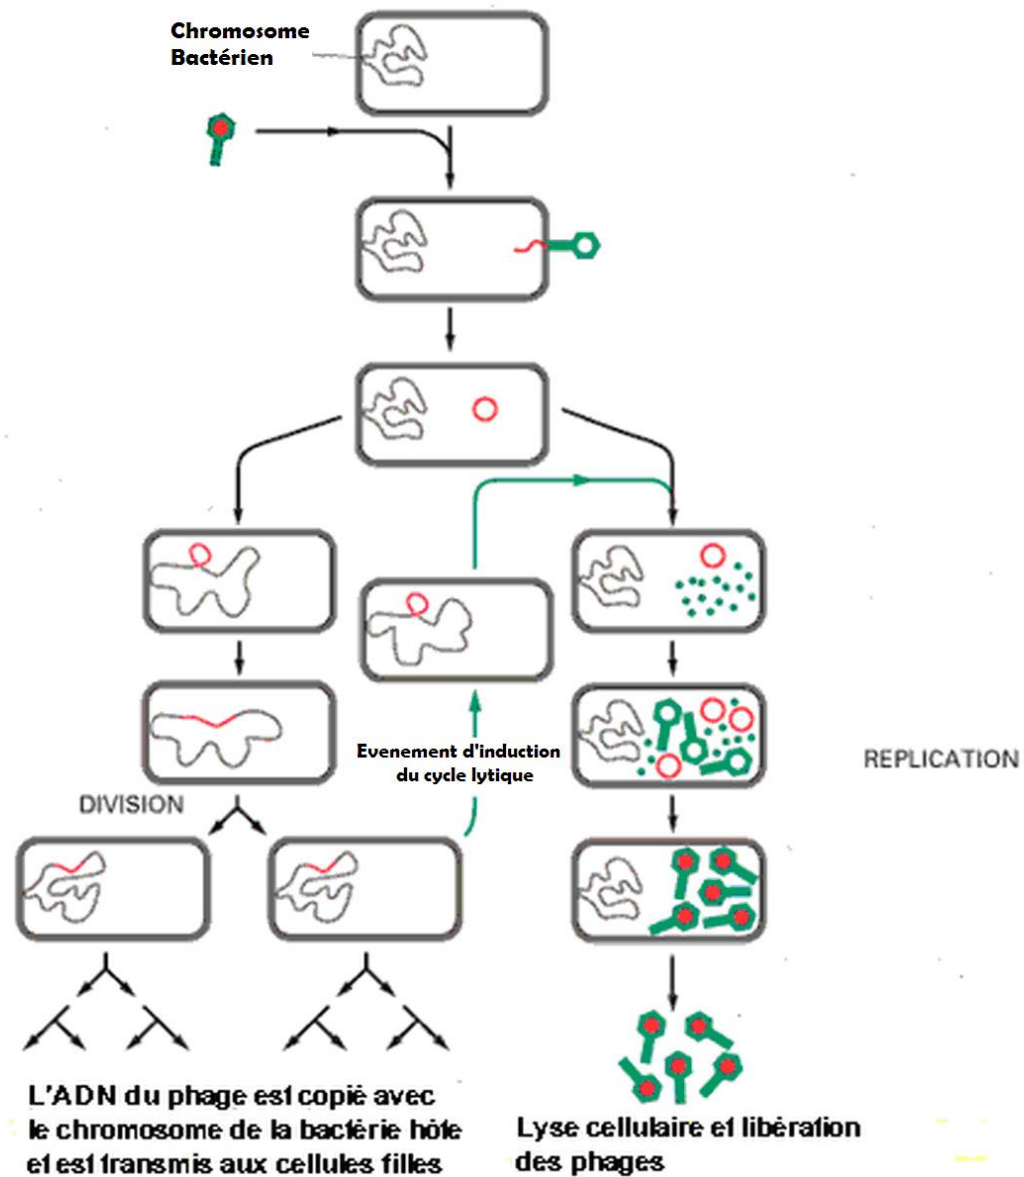 Chromosome
Bactérien
Evenement d'induction
du cycle lytique
REPLICATION
DIVISION
L'ADN du phage est copié avec
le chromosome de la bactérie hôte
et est transmis aux cellules filles
Lyse cellulaire et libération
des phages